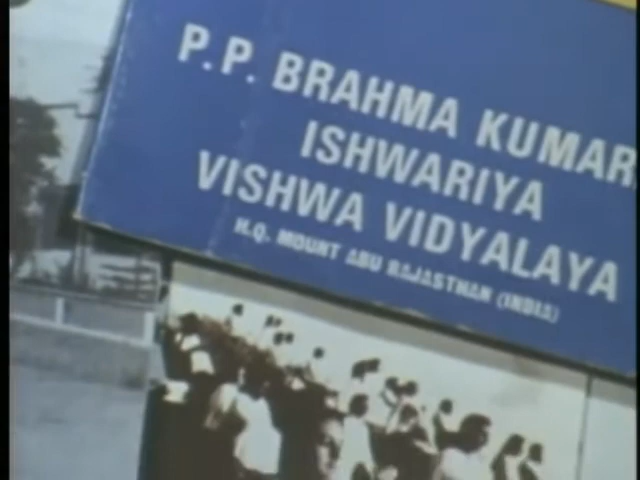 P.P. BRAHMA KUMAR
ISHWARIYA
VISHWA VIDYALAYA
H.Q. MOUNT ABU RAJASTHAN (INDIA)